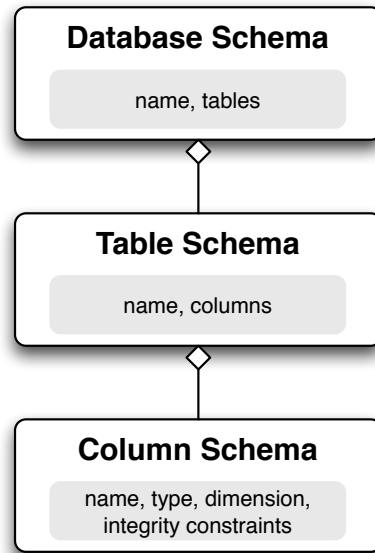 Database Schema
name, tables
Table Schema
name, columns
Column Schema
name, type, dimension,
integrity constraints